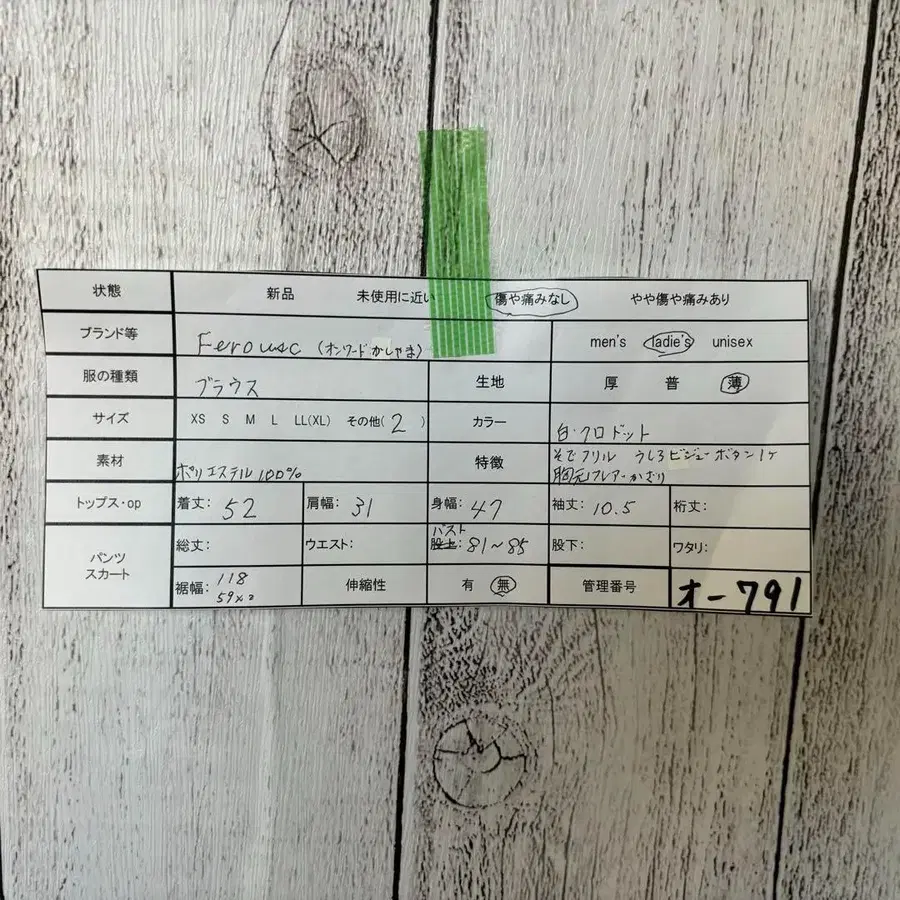 状態 新品 未使用に近い 傷や痛みなし やや傷や痛みあり
ブランド等 Ferouac (オンワードかしやま) men's ladie's unisex
服の種類 ブラウス 生地 厚 普 薄
サイズ XS S M L LL(XL) その他( 2 ) カラー 白・クロ ドット
素材 ポリエステル 100% 特徴 そでフリル うしろビジューボタン1ヶ
胸元フレアーかざり
トップス・op 着丈: 52 肩幅: 31 身幅: 47 袖丈: 10.5 裄丈:
パンツ スカート 総丈: ウエスト: バスト 股上: 81~85 股下: ワタリ:
裾幅: 118 59×2 伸縮性 有 無 管理番号 オ-791